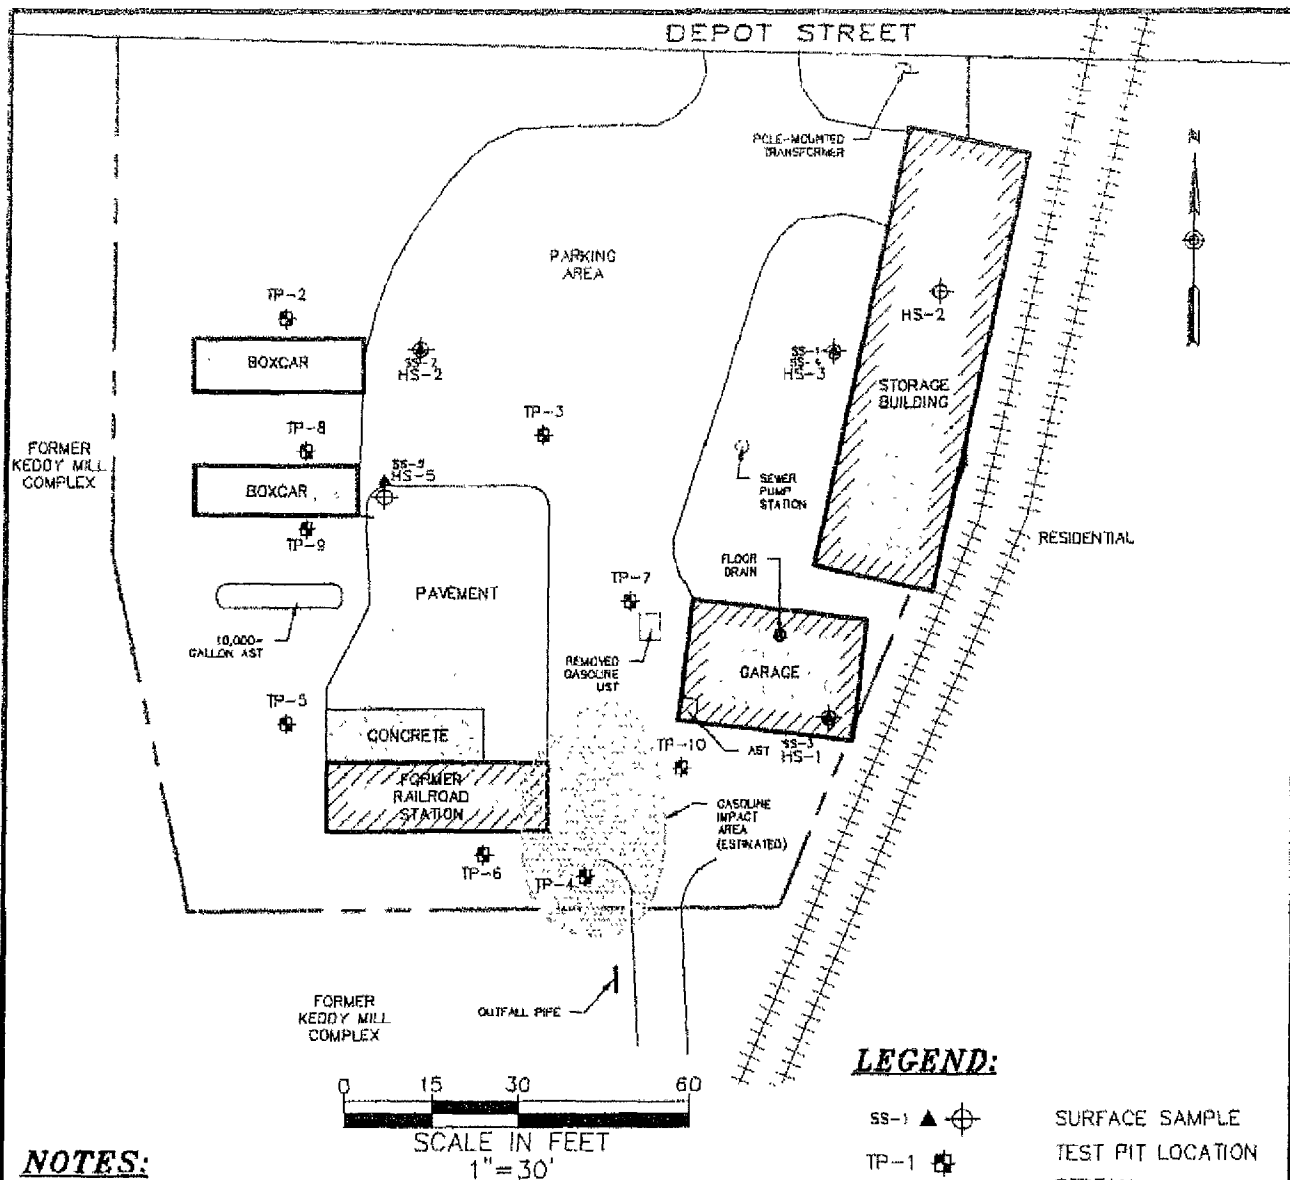 DEPOT STREET
POLE-MOUNTED
TRANSFORMER
N
PARKING
AREA
TP-2
BOXCAR
SS-2
HS-2
HS-2
SS-1
HS-3
STORAGE
BUILDING
TP-3
TP-8
FORMER
KEDDY MILL
COMPLEX
BOXCAR
HS-5
SEWER
PUMP
STATION
TP-9
RESIDENTIAL
FLOOR
DRAIN
TP-7
PAVEMENT
10,000-
GALLON AST
REMOVED
GASOLINE
UST
GARAGE
TP-5
CONCRETE
TP-10
AST
SS-3
HS-1
FORMER
RAILROAD
STATION
GASOLINE
IMPACT
AREA
(ESTIMATED)
TP-6
TP-4
OUTFALL PIPE
FORMER
KEDDY MILL
COMPLEX
0 15 30 60
SCALE IN FEET
1"=30'
LEGEND:
SS-1 SURFACE SAMPLE
TP-1 TEST PIT LOCATION
NOTES: